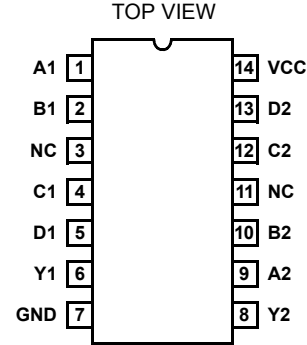 TOP VIEW
A1 1 14 VCC
B1 2 13 D2
NC 3 12 C2
C1 4 11 NC
D1 5 10 B2
Y1 6 9 A2
GND 7 8 Y2